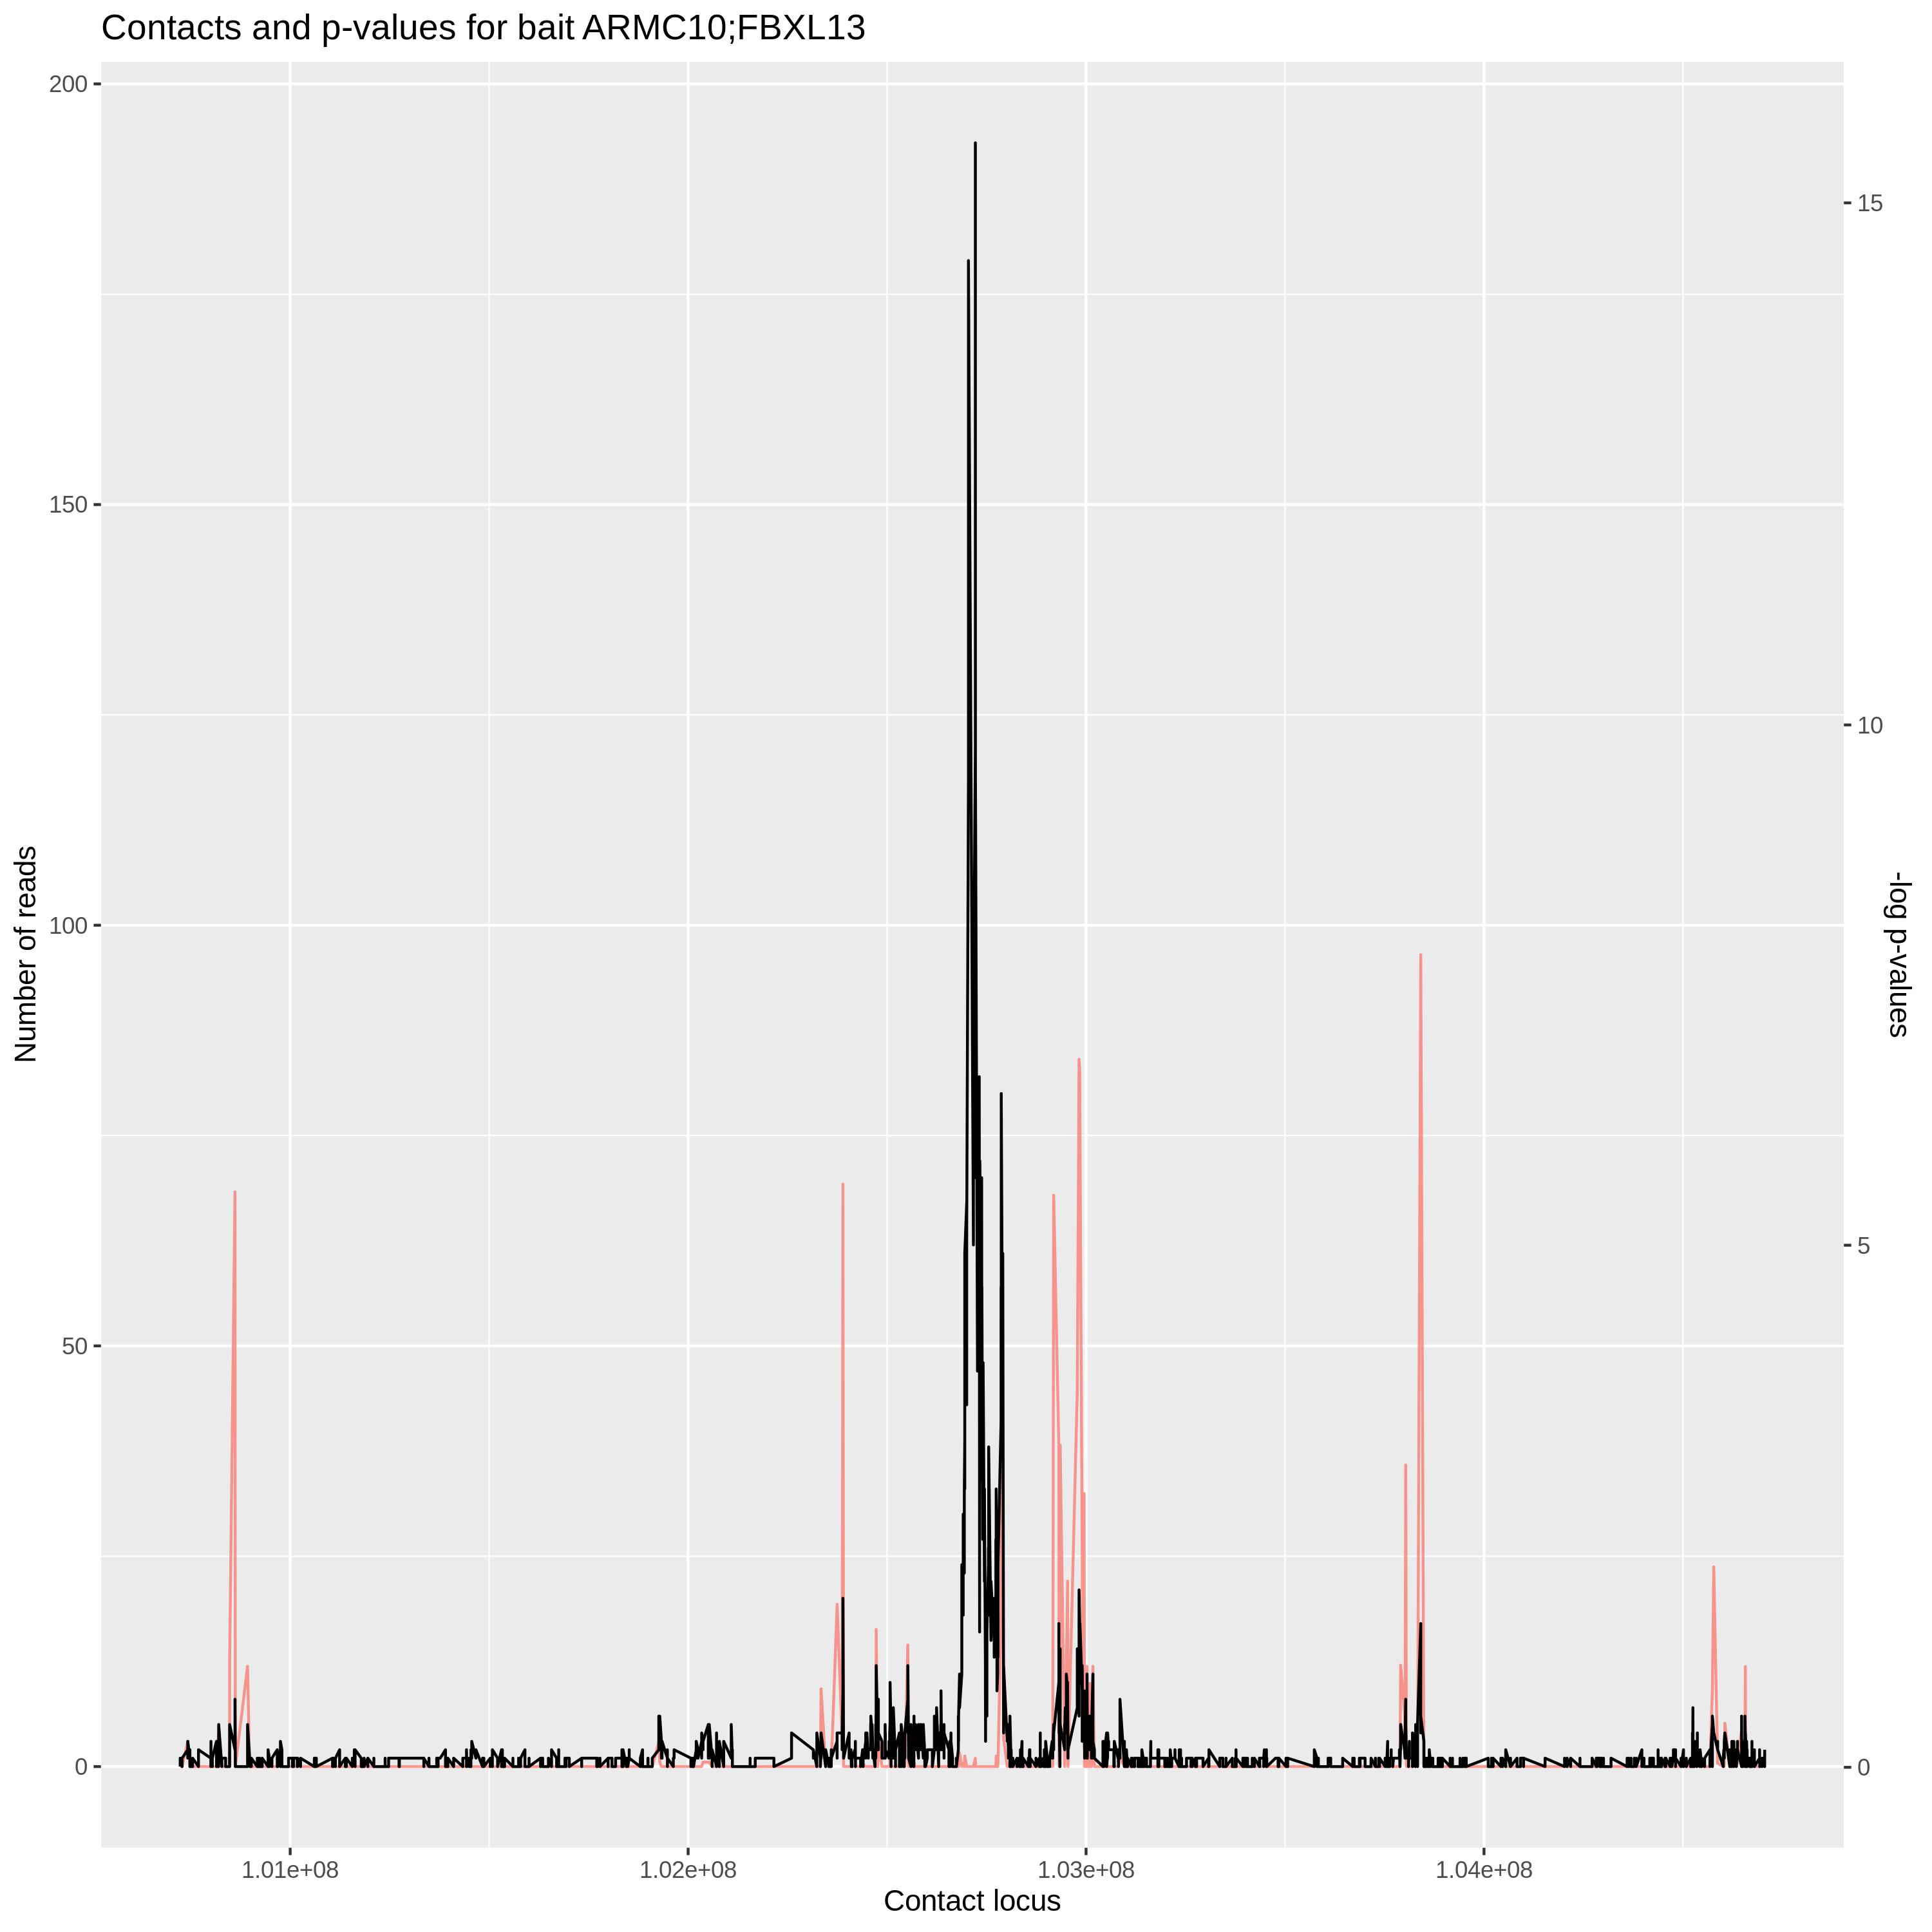 Contacts and p-values for bait ARMC10;FBXL13
200
150
100
50
0
Number of reads
15
10
5
0
-log p-values
1.01e+08
1.02e+08
1.03e+08
1.04e+08
Contact locus